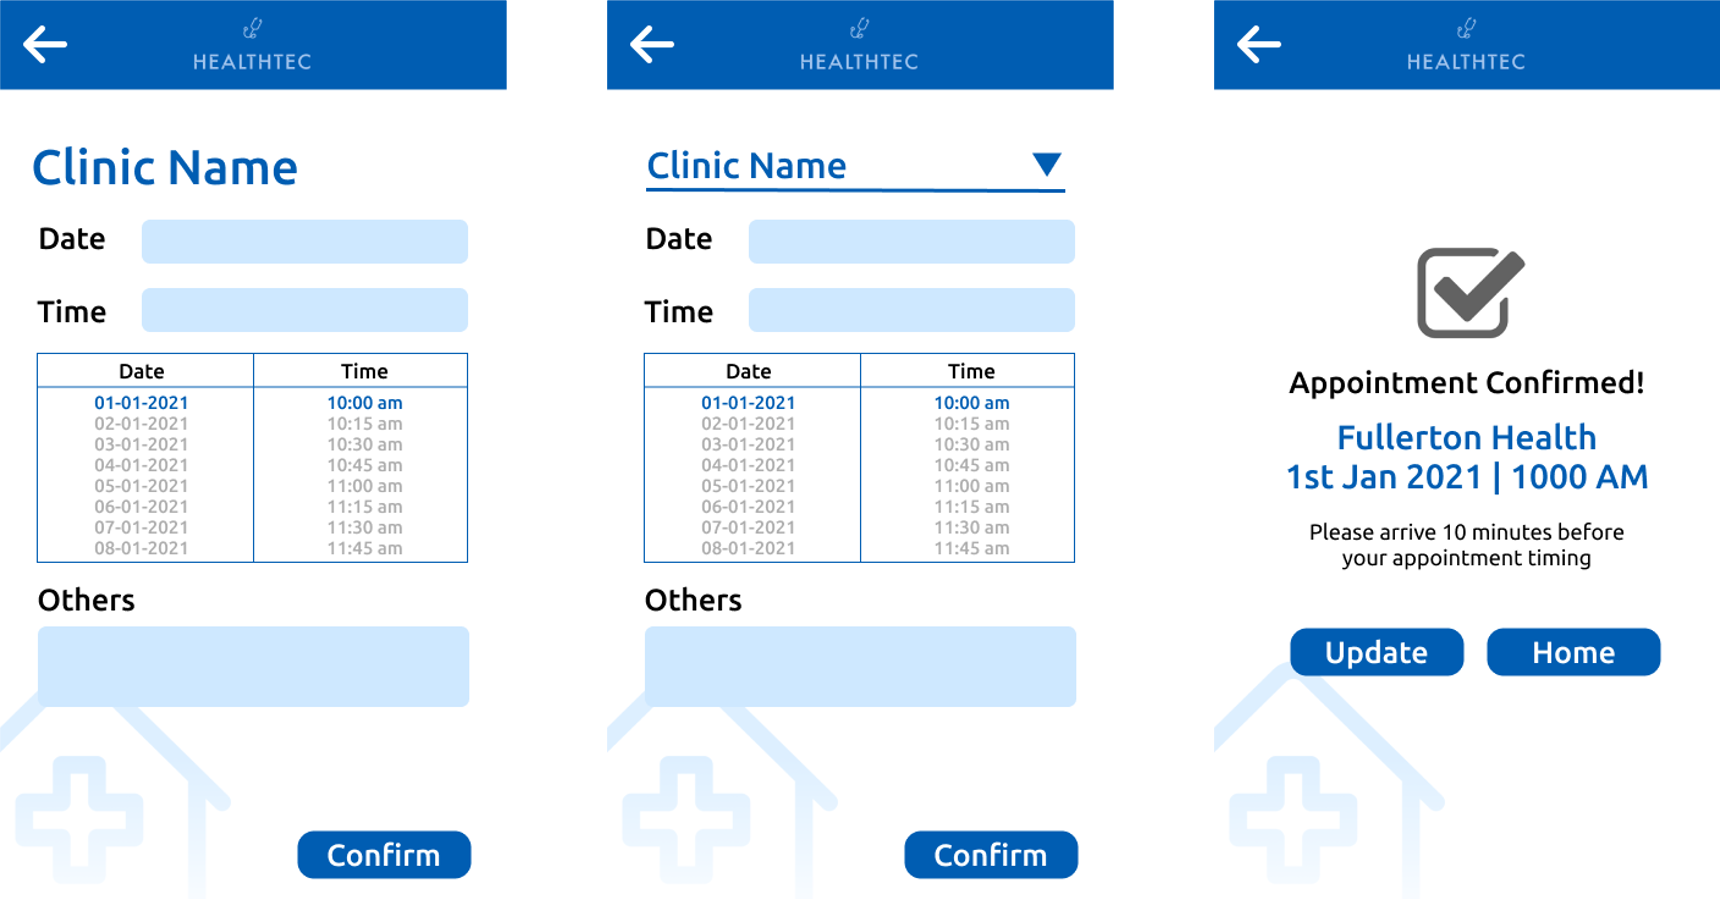 HEALTHTEC
Clinic Name
Date
Time
Date Time
01-01-2021 10:00 am
02-01-2021 10:15 am
03-01-2021 10:30 am
04-01-2021 10:45 am
05-01-2021 11:00 am
06-01-2021 11:15 am
07-01-2021 11:30 am
08-01-2021 11:45 am
Others
Confirm
HEALTHTEC
Clinic Name
Date
Time
Date Time
01-01-2021 10:00 am
02-01-2021 10:15 am
03-01-2021 10:30 am
04-01-2021 10:45 am
05-01-2021 11:00 am
06-01-2021 11:15 am
07-01-2021 11:30 am
08-01-2021 11:45 am
Others
Confirm
HEALTHTEC
Appointment Confirmed!
Fullerton Health
1st Jan 2021 | 1000 AM
Please arrive 10 minutes before
your appointment timing
Update Home